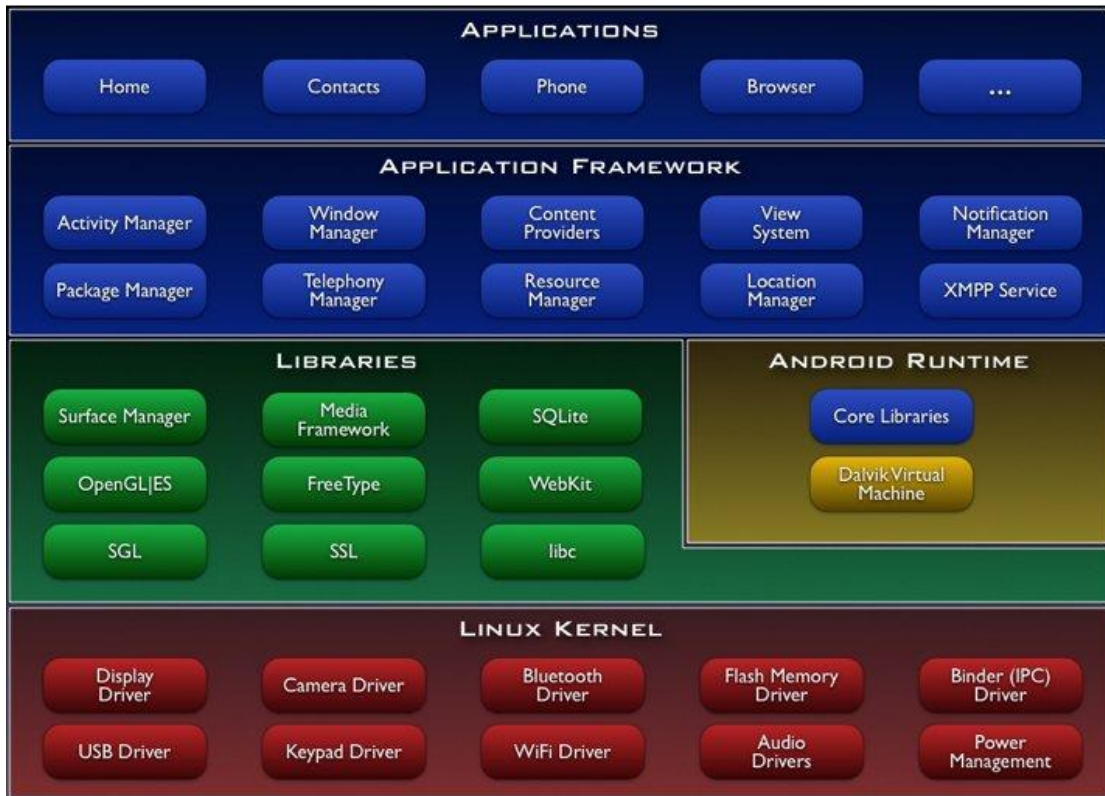 APPLICATIONS
Home
Contacts
Phone
Browser
...
APPLICATION FRAMEWORK
Activity Manager
Window
Manager
Content
Providers
View
System
Notification
Manager
Package Manager
Telephony
Manager
Resource
Manager
Location
Manager
XMPP Service
LIBRARIES
Surface Manager
Media
Framework
SQLite
OpenGL|ES
FreeType
WebKit
SGL
SSL
libc
ANDROID RUNTIME
Core Libraries
Dalvik Virtual
Machine
LINUX KERNEL
Display
Driver
Camera Driver
Bluetooth
Driver
Flash Memory
Driver
Binder (IPC)
Driver
USB Driver
Keypad Driver
WiFi Driver
Audio
Drivers
Power
Management